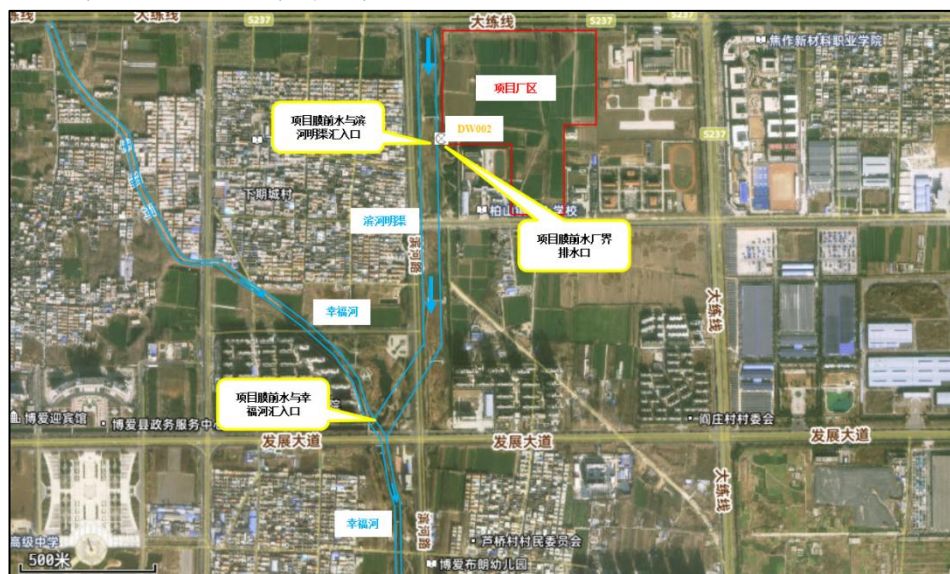 大练线
S237
大练线
S237
焦作新材料职业学院
项目厂区
DW002
项目膜前水与滨
河明渠汇入口
S237
下期城村
柏山
学校
滨河明渠
滨河路
项目膜前水厂界
排水口
大练线
幸福河
项目膜前水与幸
福河汇入口
博爱迎宾馆
博爱县政务服务中心
发展大道
发展大道
发展大道
阎庄村村委会
幸福河
滨河路
高级中学
芦桥村村民委员会
500米
博爱布朗幼儿园